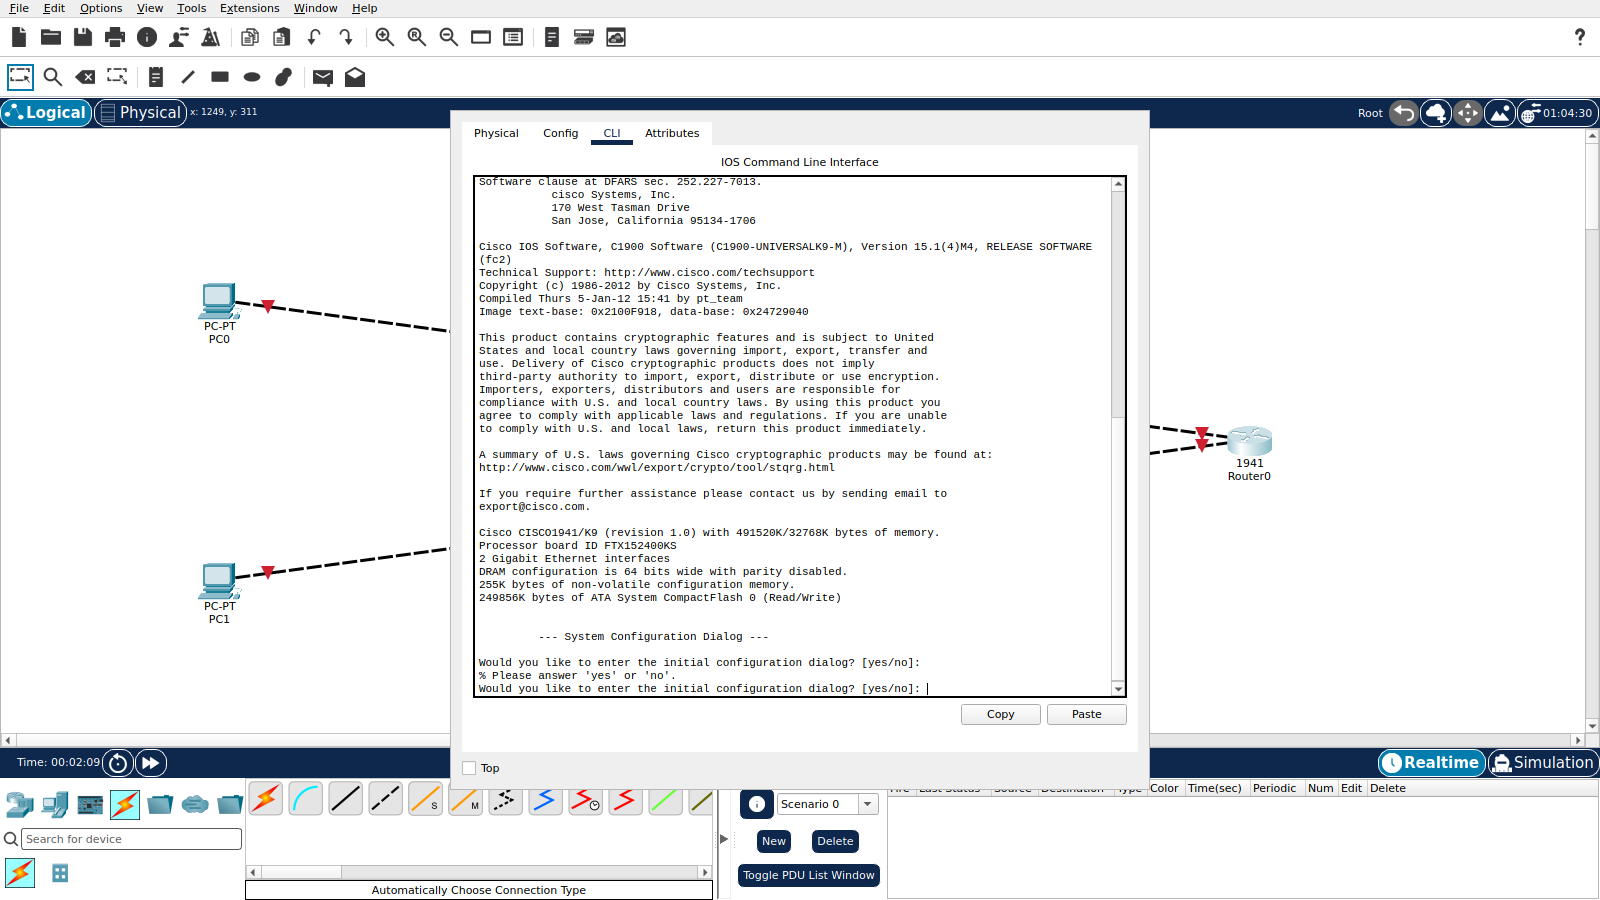 File Edit Options View Tools Extensions Window Help
?
Logical Physical x: 1249, y: 311 Root 01:04:30
Physical Config CLI Attributes
IOS Command Line Interface
Software clause at DFARS sec. 252.227-7013.
cisco Systems, Inc.
170 West Tasman Drive
San Jose, California 95134-1706
Cisco IOS Software, C1900 Software (C1900-UNIVERSALK9-M), Version 15.1(4)M4, RELEASE SOFTWARE
(fc2)
Technical Support: http://www.cisco.com/techsupport
Copyright (c) 1986-2012 by Cisco Systems, Inc.
Compiled Thurs 5-Jan-12 15:41 by pt_team
Image text-base: 0x2100F918, data-base: 0x24729040
This product contains cryptographic features and is subject to United
States and local country laws governing import, export, transfer and
use. Delivery of Cisco cryptographic products does not imply
third-party authority to import, export, distribute or use encryption.
Importers, exporters, distributors and users are responsible for
compliance with U.S. and local country laws. By using this product you
agree to comply with applicable laws and regulations. If you are unable
to comply with U.S. and local laws, return this product immediately.
A summary of U.S. laws governing Cisco cryptographic products may be found at:
http://www.cisco.com/wwl/export/crypto/tool/stqrg.html
If you require further assistance please contact us by sending email to
export@cisco.com.
Cisco CISCO1941/K9 (revision 1.0) with 491520K/32768K bytes of memory.
Processor board ID FTX152400KS
2 Gigabit Ethernet interfaces
DRAM configuration is 64 bits wide with parity disabled.
255K bytes of non-volatile configuration memory.
249856K bytes of ATA System CompactFlash 0 (Read/Write)
--- System Configuration Dialog ---
Would you like to enter the initial configuration dialog? [yes/no]:
% Please answer 'yes' or 'no'.
Would you like to enter the initial configuration dialog? [yes/no]:
Copy Paste
Top
PC-PT
PC0
PC-PT
PC1
1941
Router0
Time: 00:02:09
Realtime Simulation
Search for device
S
M
Automatically Choose Connection Type
Scenario 0
New Delete
Toggle PDU List Window
Fire Last Status Source Destination Type Color Time(sec) Periodic Num Edit Delete